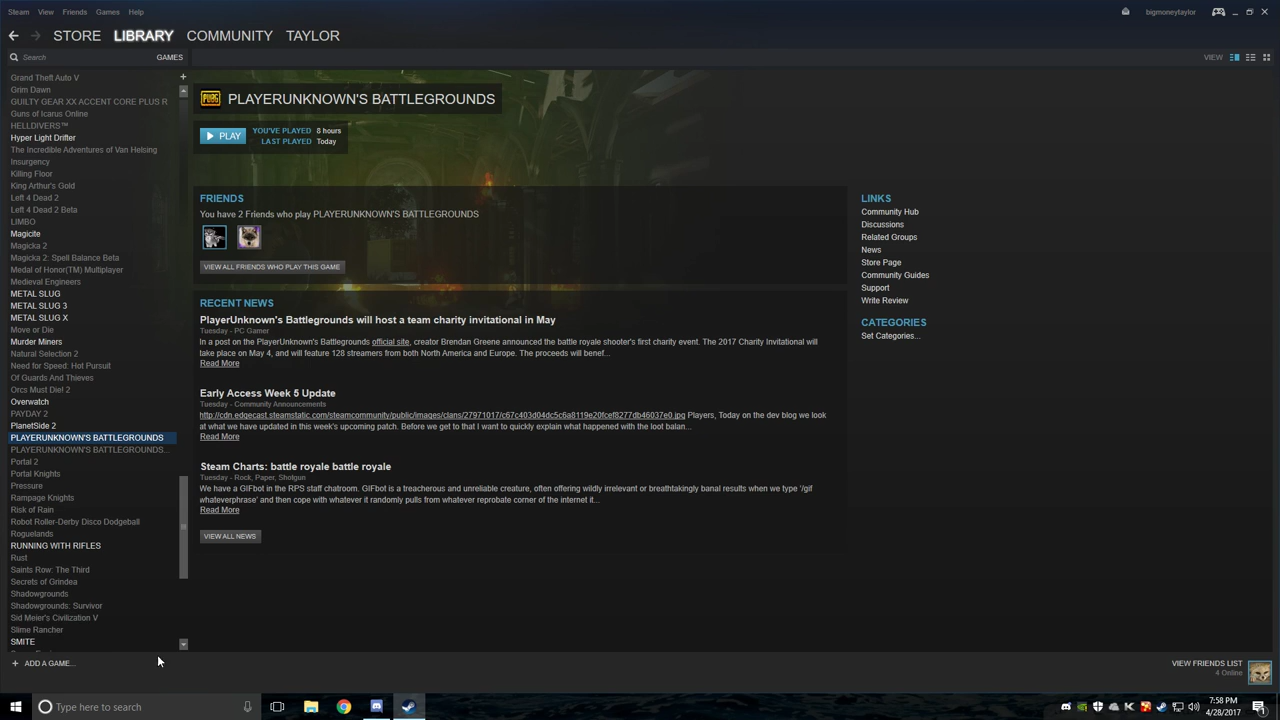 Steam View Friends Games Help
bigmoneytaylor
STORE LIBRARY COMMUNITY TAYLOR
Search GAMES
VIEW
Grand Theft Auto V
Grim Dawn
GUILTY GEAR XX ACCENT CORE PLUS R
Guns of Icarus Online
HELLDIVERS™
Hyper Light Drifter
The Incredible Adventures of Van Helsing
Insurgency
Killing Floor
King Arthur's Gold
Left 4 Dead 2
Left 4 Dead 2 Beta
LIMBO
Magicite
Magicka 2
Magicka 2: Spell Balance Beta
Medal of Honor(TM) Multiplayer
Medieval Engineers
METAL SLUG
METAL SLUG 3
METAL SLUG X
Move or Die
Murder Miners
Natural Selection 2
Need for Speed: Hot Pursuit
Of Guards And Thieves
Orcs Must Die! 2
Overwatch
PAYDAY 2
PlanetSide 2
PLAYERUNKNOWN'S BATTLEGROUNDS
PLAYERUNKNOWN'S BATTLEGROUNDS...
Portal 2
Portal Knights
Pressure
Rampage Knights
Risk of Rain
Robot Roller-Derby Disco Dodgeball
Roguelands
RUNNING WITH RIFLES
Rust
Saints Row: The Third
Secrets of Grindea
Shadowgrounds
Shadowgrounds: Survivor
Sid Meier's Civilization V
Slime Rancher
SMITE
+ ADD A GAME...
PUBG
PLAYERUNKNOWN'S BATTLEGROUNDS
PLAY
YOU'VE PLAYED 8 hours
LAST PLAYED Today
FRIENDS
You have 2 Friends who play PLAYERUNKNOWN'S BATTLEGROUNDS
VIEW ALL FRIENDS WHO PLAY THIS GAME
RECENT NEWS
PlayerUnknown's Battlegrounds will host a team charity invitational in May
Tuesday - PC Gamer
In a post on the PlayerUnknown's Battlegrounds official site, creator Brendan Greene announced the battle royale shooter's first charity event. The 2017 Charity Invitational will
take place on May 4, and will feature 128 streamers from both North America and Europe. The proceeds will benef...
Read More
Early Access Week 5 Update
Tuesday - Community Announcements
http://cdn.edgecast.steamstatic.com/steamcommunity/public/images/clans/27971017/c67c403d04dc5c6a8119e20fcef8277db46037e0.jpg Players, Today on the dev blog we look
at what we have updated in this week's upcoming patch. Before we get to that I want to quickly explain what happened with the loot balan...
Read More
Steam Charts: battle royale battle royale
Tuesday - Rock, Paper, Shotgun
We have a GIFbot in the RPS staff chatroom. GIFbot is a treacherous and unreliable creature, often offering wildly irrelevant or breathtakingly banal results when we type '/gif
whateverphrase' and then cope with whatever it randomly pulls from whatever reprobate corner of the internet it...
Read More
VIEW ALL NEWS
LINKS
Community Hub
Discussions
Related Groups
News
Store Page
Community Guides
Support
Write Review
CATEGORIES
Set Categories...
VIEW FRIENDS LIST
4 Online
Type here to search
7:58 PM
4/28/2017